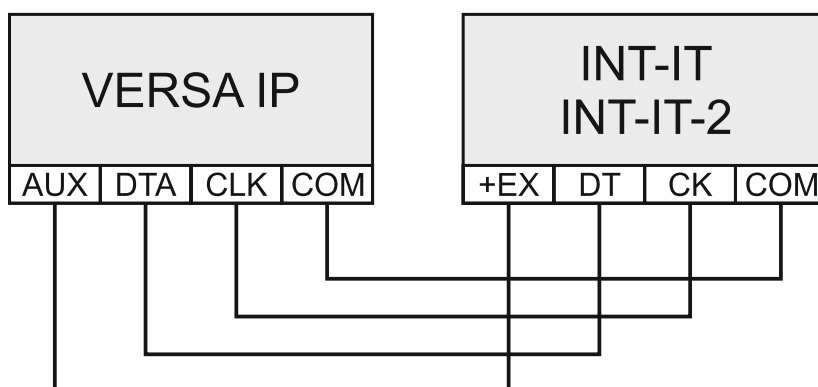 VERSA IP
INT-IT
INT-IT-2
AUX DTA CLK COM
+EX DT CK COM